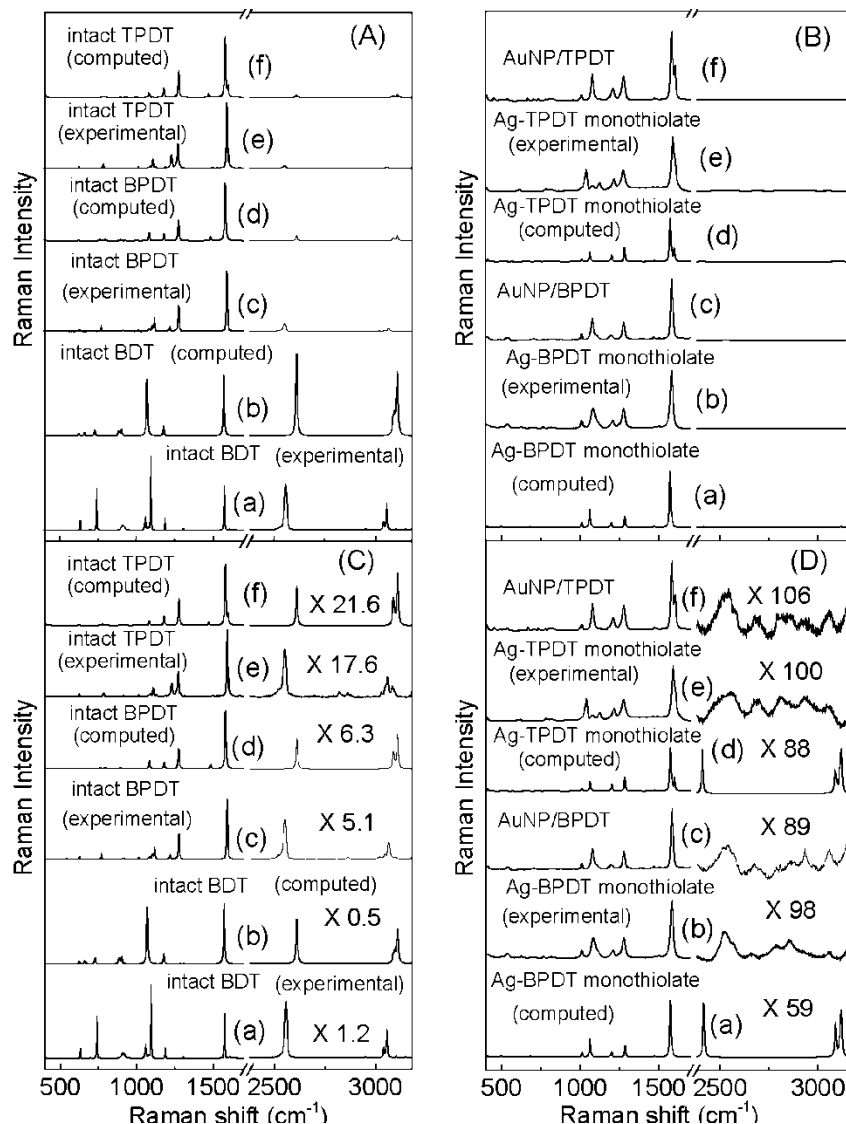 intact TPDT
(computed)
(A)
(f)
intact TPDT
(experimental)
(e)
intact BPDT
(computed)
(d)
intact BPDT
(experimental)
(c)
intact BDT (computed)
(b)
intact BDT (experimental)
(a)
Raman Intensity
(B)
AuNP/TPDT
(f)
Ag-TPDT monothiolate
(experimental)
(e)
Ag-TPDT monothiolate
(computed)
(d)
AuNP/BPDT
(c)
Ag-BPDT monothiolate
(experimental)
(b)
Ag-BPDT monothiolate
(computed)
(a)
Raman Intensity
intact TPDT
(computed)
(C)
(f)
X 21.6
intact TPDT
(experimental)
(e)
X 17.6
intact BPDT
(computed)
(d)
X 6.3
intact BPDT
(experimental)
(c)
X 5.1
intact BDT (computed)
(b)
X 0.5
intact BDT (experimental)
(a)
X 1.2
Raman Intensity
500 1000 1500 2500 3000
Raman shift (cm-1)
(D)
AuNP/TPDT
(f)
X 106
Ag-TPDT monothiolate
(experimental)
(e)
X 100
Ag-TPDT monothiolate
(computed)
(d)
X 88
AuNP/BPDT
(c)
X 89
Ag-BPDT monothiolate
(experimental)
(b)
X 98
Ag-BPDT monothiolate
(computed)
(a)
X 59
Raman Intensity
500 1000 1500 2500 3000
Raman shift (cm-1)